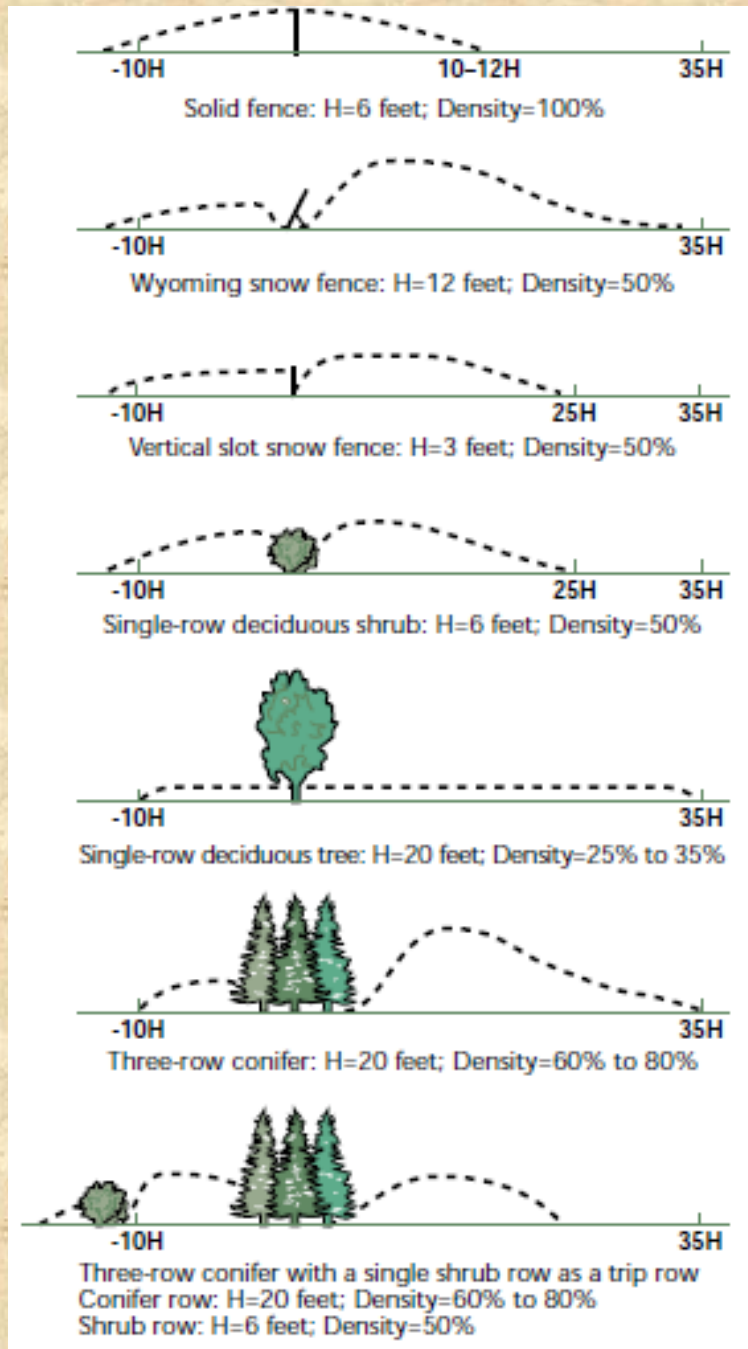 -10H 10–12H 35H
Solid fence: H=6 feet; Density=100%
-10H 35H
Wyoming snow fence: H=12 feet; Density=50%
-10H 25H 35H
Vertical slot snow fence: H=3 feet; Density=50%
-10H 25H 35H
Single-row deciduous shrub: H=6 feet; Density=50%
-10H 35H
Single-row deciduous tree: H=20 feet; Density=25% to 35%
-10H 35H
Three-row conifer: H=20 feet; Density=60% to 80%
-10H 35H
Three-row conifer with a single shrub row as a trip row
Conifer row: H=20 feet; Density=60% to 80%
Shrub row: H=6 feet; Density=50%